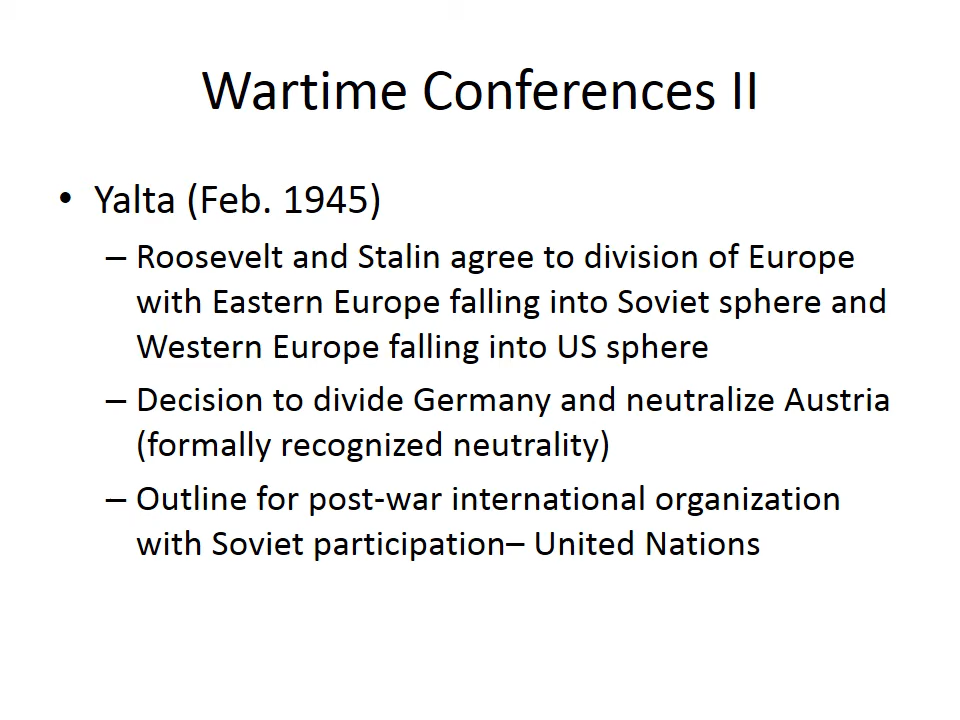 Wartime Conferences II
• Yalta (Feb. 1945)
– Roosevelt and Stalin agree to division of Europe
with Eastern Europe falling into Soviet sphere and
Western Europe falling into US sphere
– Decision to divide Germany and neutralize Austria
(formally recognized neutrality)
– Outline for post-war international organization
with Soviet participation– United Nations